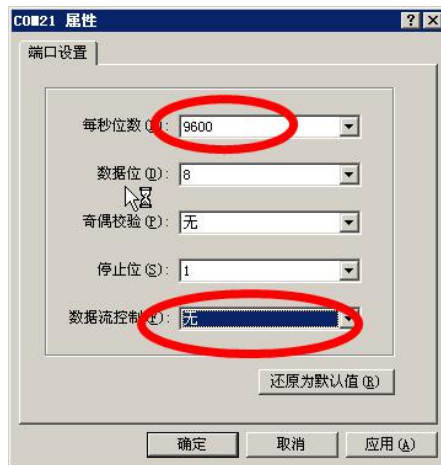 COM21 属性
端口设置
每秒位数(B): 9600
数据位(D): 8
奇偶校验(P): 无
停止位(S): 1
数据流控制(F): 无
还原为默认值(R)
确定 取消 应用(A)